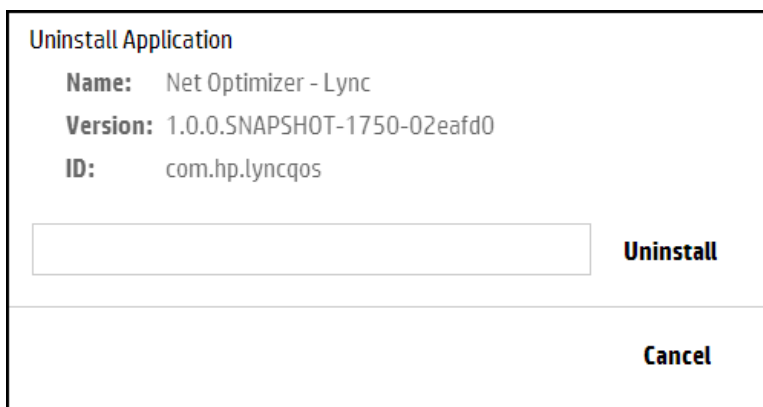 Uninstall Application
Name: Net Optimizer - Lync
Version: 1.0.0.SNAPSHOT-1750-02eafd0
ID: com.hp.lyncqos
Uninstall
Cancel